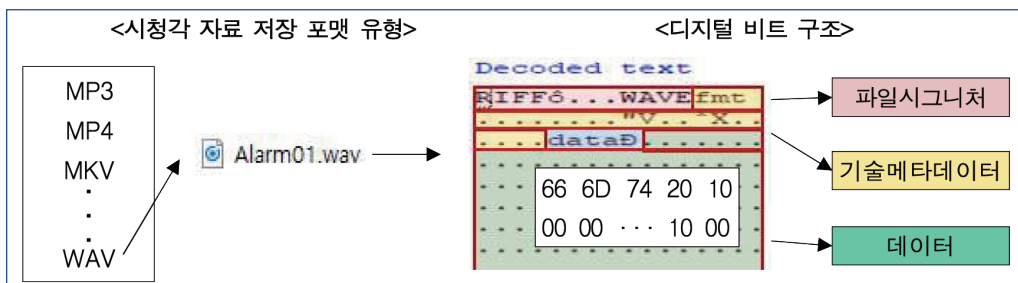 <시청각 자료 저장 포맷 유형>
<디지털 비트 구조>
MP3
MP4
MKV
.
.
.
WAV
Alarm01.wav
Decoded text
RIFFô...WAVEfmt
........"V..
....dataÐ.......
66 6D 74 20 10
00 00 ··· 10 00
파일시그니처
기술메타데이터
데이터